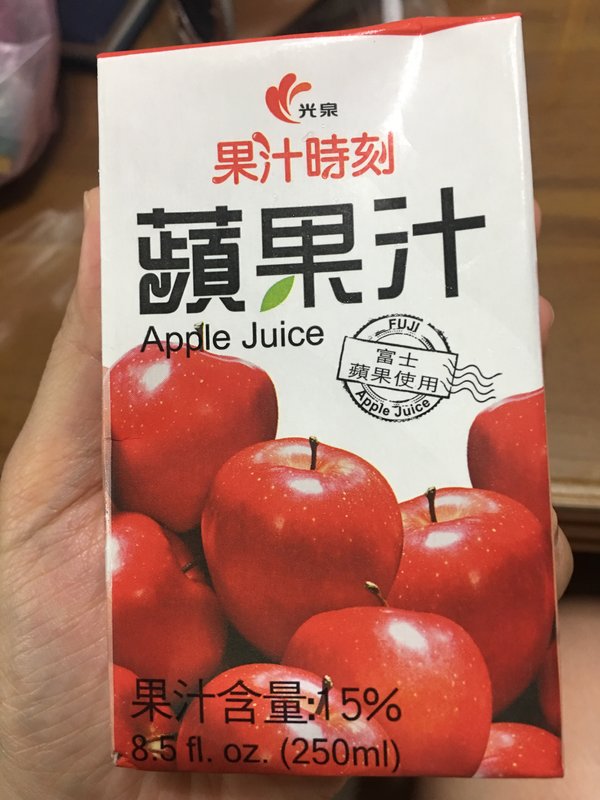 光泉
果汁時刻
蘋果汁
Apple Juice
FUJI
富士
蘋果使用
Apple Juice
果汁含量:15%
8.5 fl. oz. (250ml)